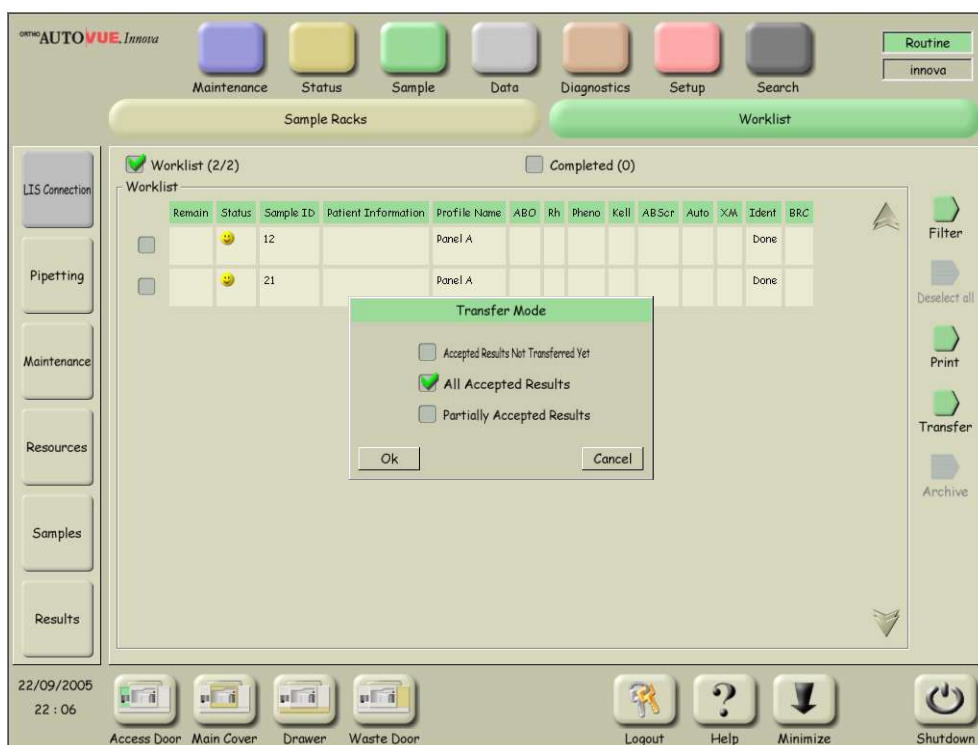 ORTHO AUTOVUE Innova
Routine
innova
Maintenance Status Sample Data Diagnostics Setup Search
Sample Racks Worklist
LIS Connection
Pipetting
Maintenance
Resources
Samples
Results
Worklist (2/2) Completed (0)
Worklist
Remain Status Sample ID Patient Information Profile Name ABO Rh Pheno Kell ABScr Auto XM Ident BRC
12 Panel A Done
21 Panel A Done
Transfer Mode
Accepted Results Not Transferred Yet
All Accepted Results
Partially Accepted Results
Ok Cancel
Filter
Deselect all
Print
Transfer
Archive
22/09/2005
22 : 06
Access Door Main Cover Drawer Waste Door Logout Help Minimize Shutdown